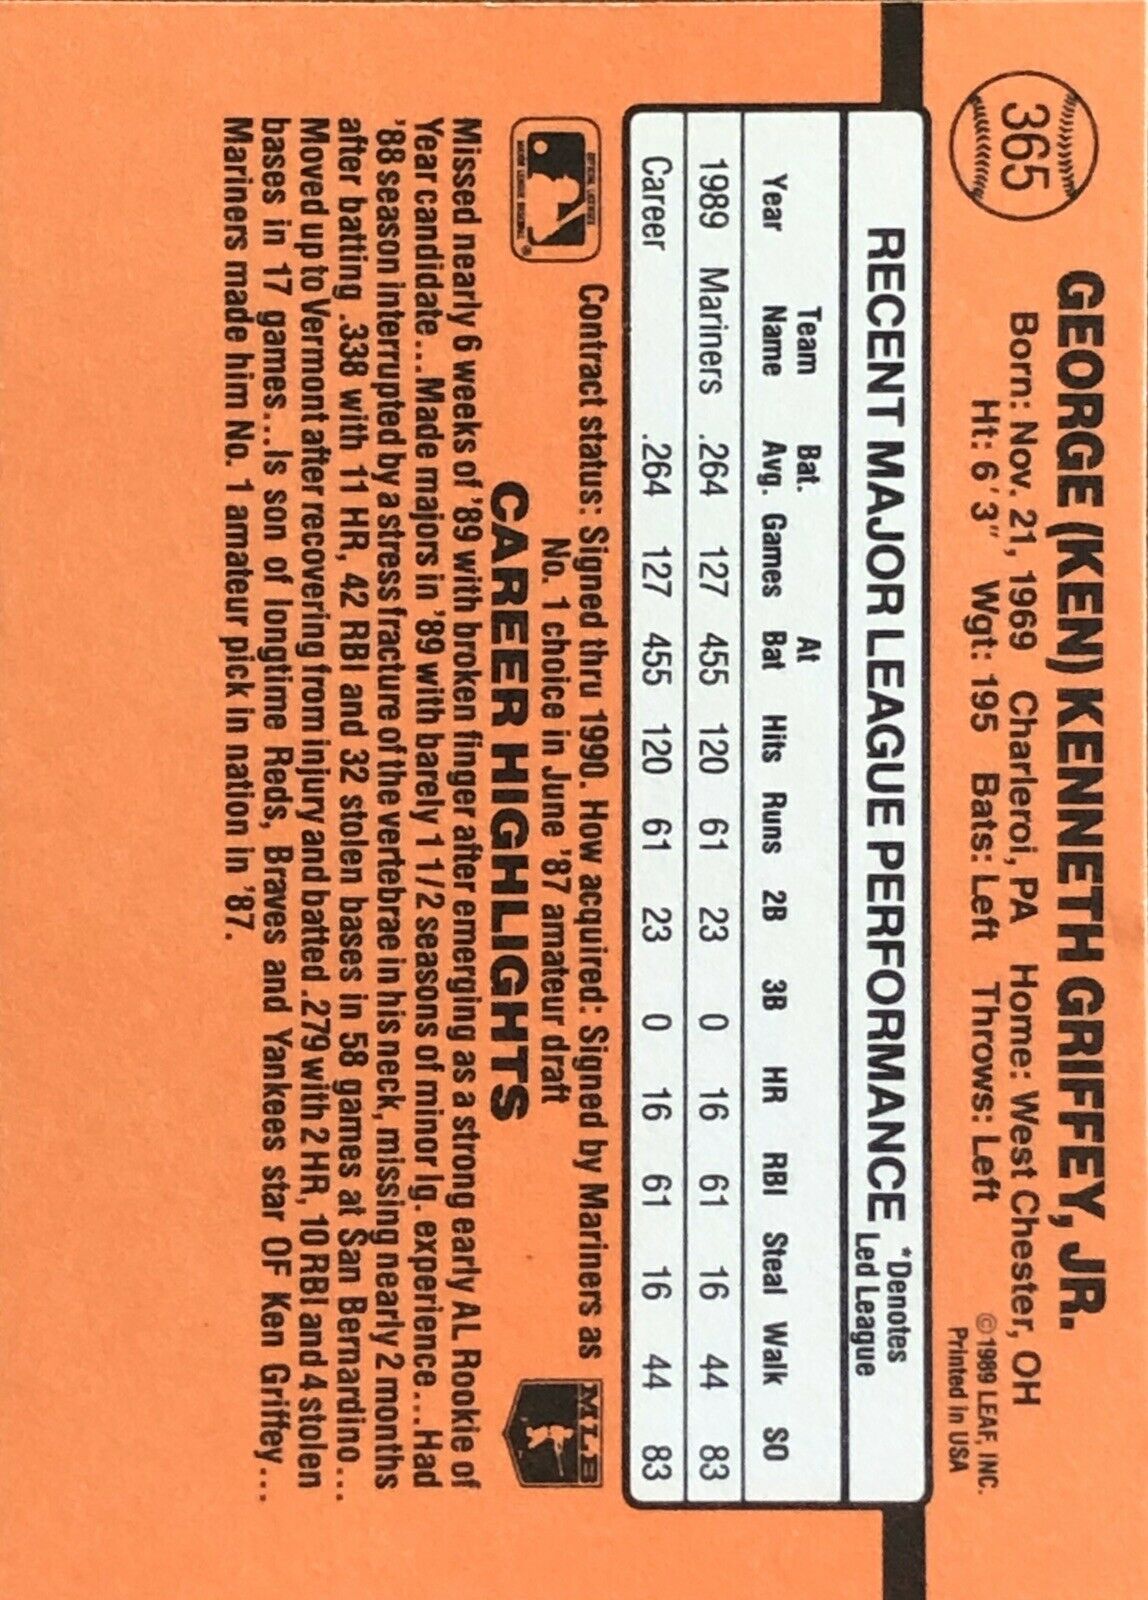 365
GEORGE (KEN) KENNETH GRIFFEY, JR.
Born: Nov. 21, 1969 Charleroi, PA Home: West Chester, OH
Ht: 6'3" Wgt: 195 Bats: Left Throws: Left
©1989 LEAF, INC.
Printed in USA
RECENT MAJOR LEAGUE PERFORMANCE
*Denotes
Led League
Year Team Name Bat. Avg. Games At Bat Hits Runs 2B 3B HR RBI Steal Walk SO
1989 Mariners .264 127 455 120 61 23 0 16 61 16 44 83
Career .264 127 455 120 61 23 0 16 61 16 44 83
OFFICIAL LICENSEE
MAJOR LEAGUE BASEBALL ®
Contract status: Signed thru 1990. How acquired: Signed by Mariners as
No. 1 choice in June '87 amateur draft
MLB
CAREER HIGHLIGHTS
Missed nearly 6 weeks of '89 with broken finger after emerging as a strong early AL Rookie of
Year candidate...Made majors in '89 with barely 1 1/2 seasons of minor lg. experience...Had
'88 season interrupted by a stress fracture of the vertebrae in his neck, missing nearly 2 months
after batting .338 with 11 HR, 42 RBI and 32 stolen bases in 58 games at San Bernardino...
Moved up to Vermont after recovering from injury and batted .279 with 2 HR, 10 RBI and 4 stolen
bases in 17 games...Is son of longtime Reds, Braves and Yankees star OF Ken Griffey...
Mariners made him No. 1 amateur pick in nation in '87.